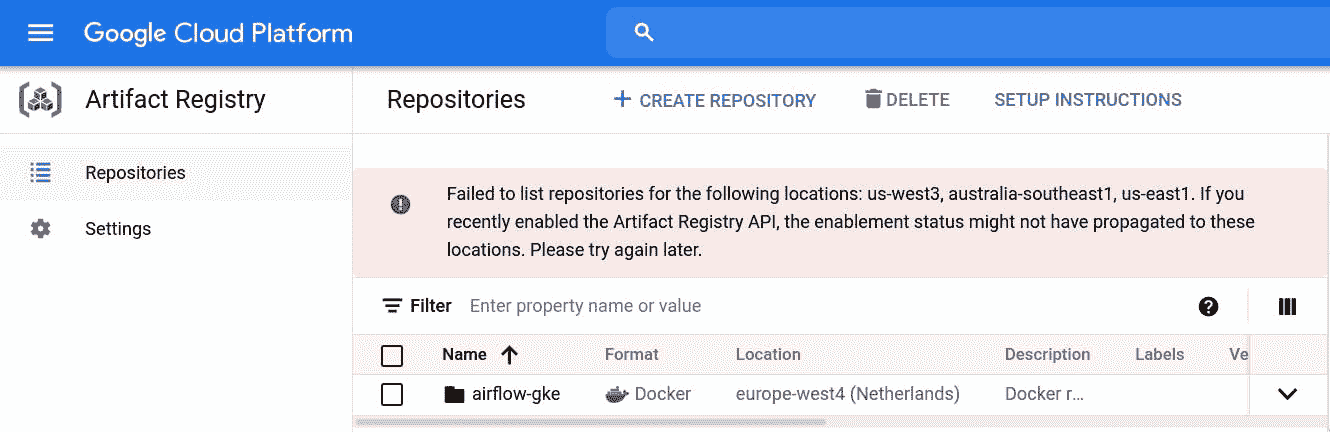 Google Cloud Platform
Artifact Registry
Repositories
CREATE REPOSITORY
DELETE
SETUP INSTRUCTIONS
Repositories
Settings
Failed to list repositories for the following locations: us-west3, australia-southeast1, us-east1. If you
recently enabled the Artifact Registry API, the enablement status might not have propagated to these
locations. Please try again later.
Filter Enter property name or value
Name Format Location Description Labels Ve
airflow-gke Docker europe-west4 (Netherlands) Docker r...